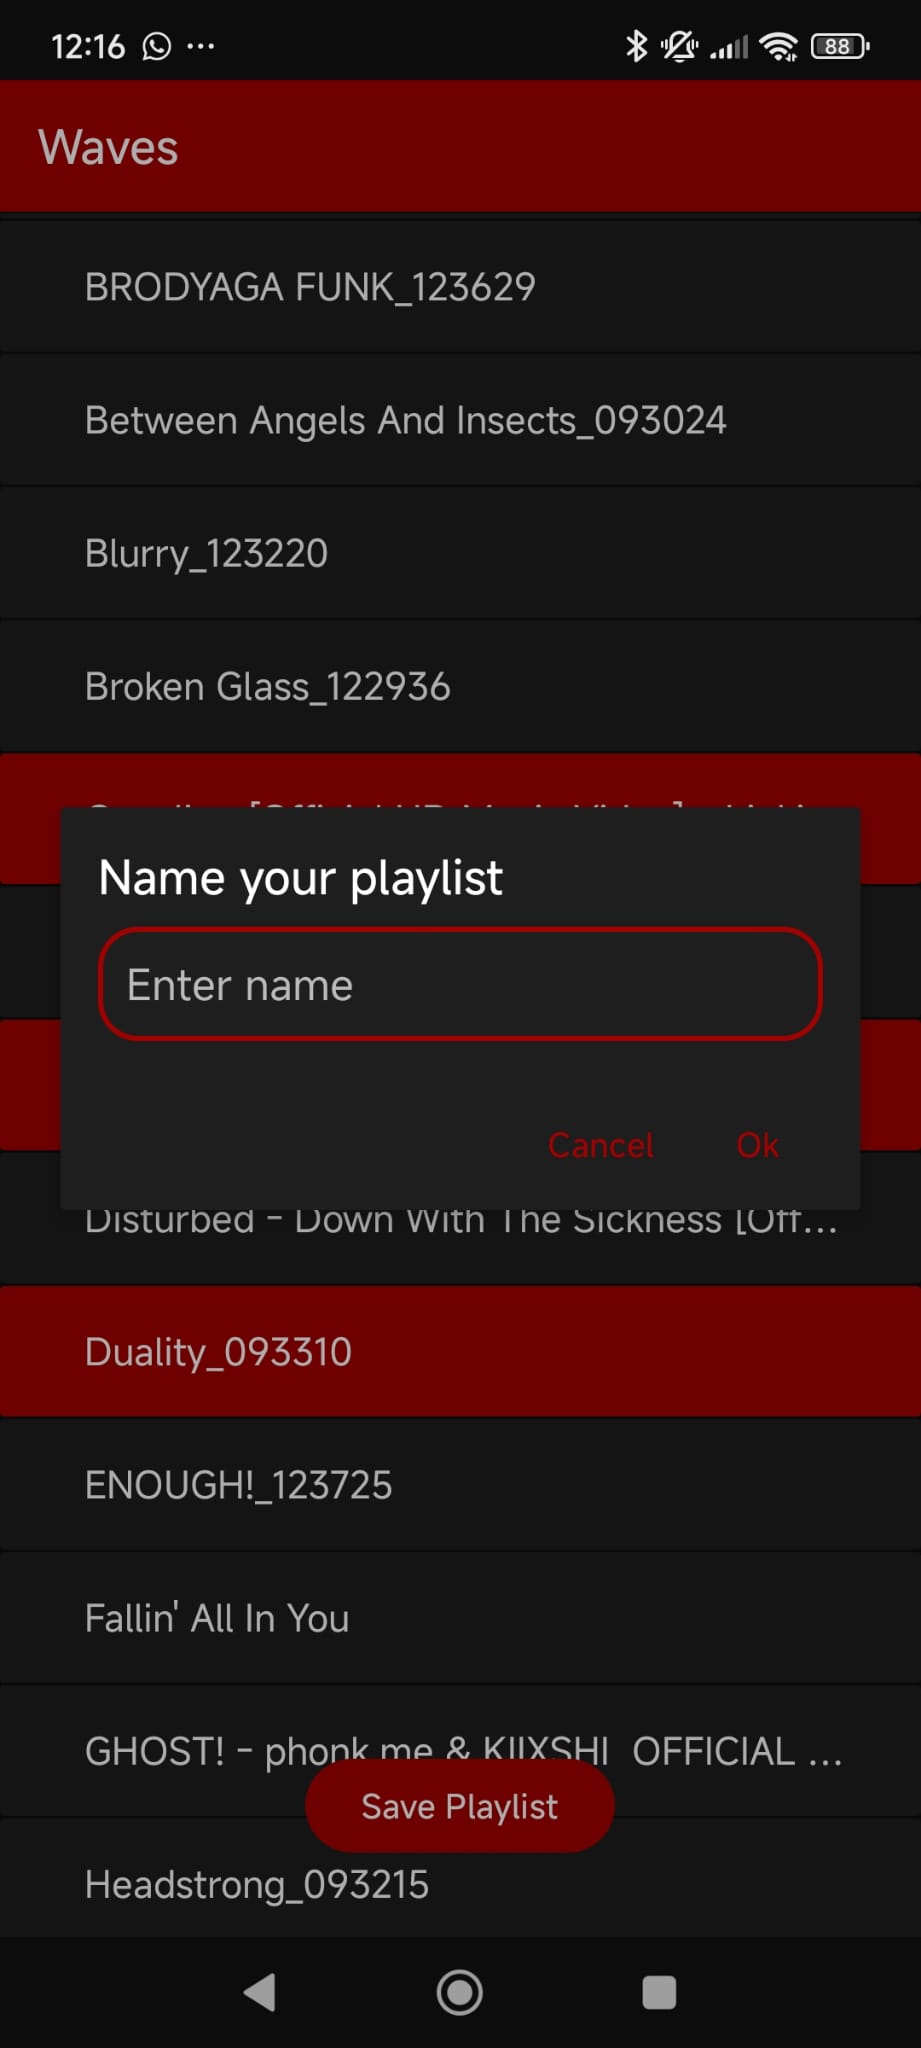 12:16
88
Waves
BRODYAGA FUNK_123629
Between Angels And Insects_093024
Blurry_123220
Broken Glass_122936
Name your playlist
Enter name
Cancel Ok
Disturbed - Down With The Sickness [Off...
Duality_093310
ENOUGH!_123725
Fallin' All In You
GHOST! - phonk me & KIIXSHI OFFICIAL ...
Save Playlist
Headstrong_093215